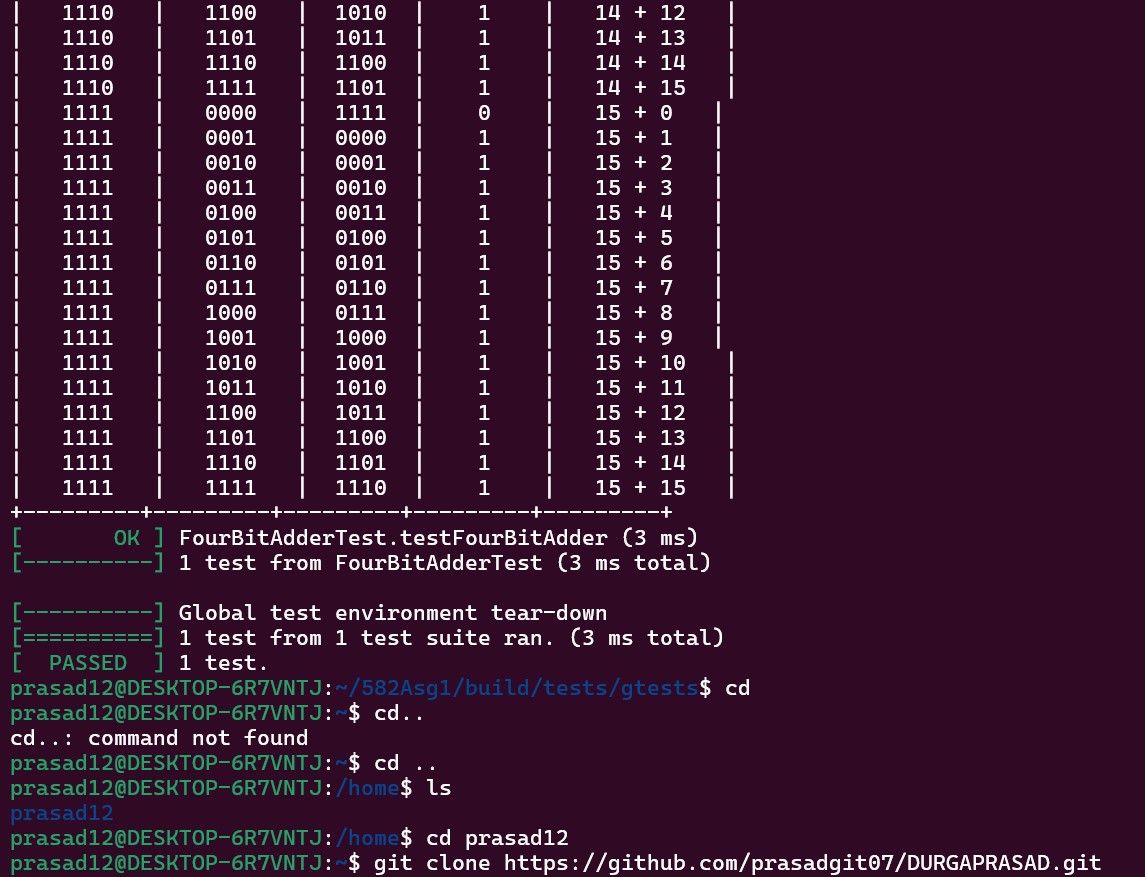 |   1110   |   1100   |  1010  |    1     |   14 + 12   |
|   1110   |   1101   |  1011  |    1     |   14 + 13   |
|   1110   |   1110   |  1100  |    1     |   14 + 14   |
|   1110   |   1111   |  1101  |    1     |   14 + 15   |
|   1111   |   0000   |  1111  |    0     |   15 + 0   |
|   1111   |   0001   |  0000  |    1     |   15 + 1   |
|   1111   |   0010   |  0001  |    1     |   15 + 2   |
|   1111   |   0011   |  0010  |    1     |   15 + 3   |
|   1111   |   0100   |  0011  |    1     |   15 + 4   |
|   1111   |   0101   |  0100  |    1     |   15 + 5   |
|   1111   |   0110   |  0101  |    1     |   15 + 6   |
|   1111   |   0111   |  0110  |    1     |   15 + 7   |
|   1111   |   1000   |  0111  |    1     |   15 + 8   |
|   1111   |   1001   |  1000  |    1     |   15 + 9   |
|   1111   |   1010   |  1001  |    1     |   15 + 10   |
|   1111   |   1011   |  1010  |    1     |   15 + 11   |
|   1111   |   1100   |  1011  |    1     |   15 + 12   |
|   1111   |   1101   |  1100  |    1     |   15 + 13   |
|   1111   |   1110   |  1101  |    1     |   15 + 14   |
|   1111   |   1111   |  1110  |    1     |   15 + 15   |
+---------+---------+---------+---------+---------+
[       OK ] FourBitAdderTest.testFourBitAdder (3 ms)
[----------] 1 test from FourBitAdderTest (3 ms total)
[----------] Global test environment tear-down
[==========] 1 test from 1 test suite ran. (3 ms total)
[  PASSED  ] 1 test.
prasad12@DESKTOP-6R7VNTJ:~/582Asg1/build/tests/gtests$ cd
prasad12@DESKTOP-6R7VNTJ:~$ cd..
cd..: command not found
prasad12@DESKTOP-6R7VNTJ:~$ cd ..
prasad12@DESKTOP-6R7VNTJ:/home$ ls
prasad12
prasad12@DESKTOP-6R7VNTJ:/home$ cd prasad12
prasad12@DESKTOP-6R7VNTJ:~$ git clone https://github.com/prasadgit07/DURGAPRASAD.git